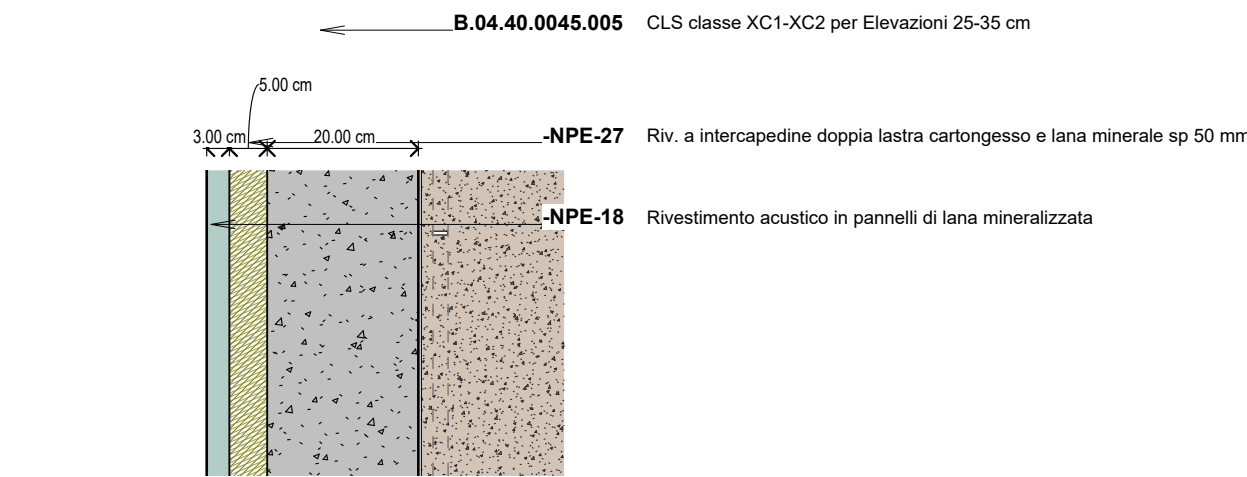 B.04.40.0045.005 CLS classe XC1-XC2 per Elevazioni 25-35 cm
5.00 cm
3.00 cm 20.00 cm
-NPE-27 Riv. a intercapedine doppia lastra cartongesso e lana minerale sp 50 mm
-NPE-18 Rivestimento acustico in pannelli di lana mineralizzata